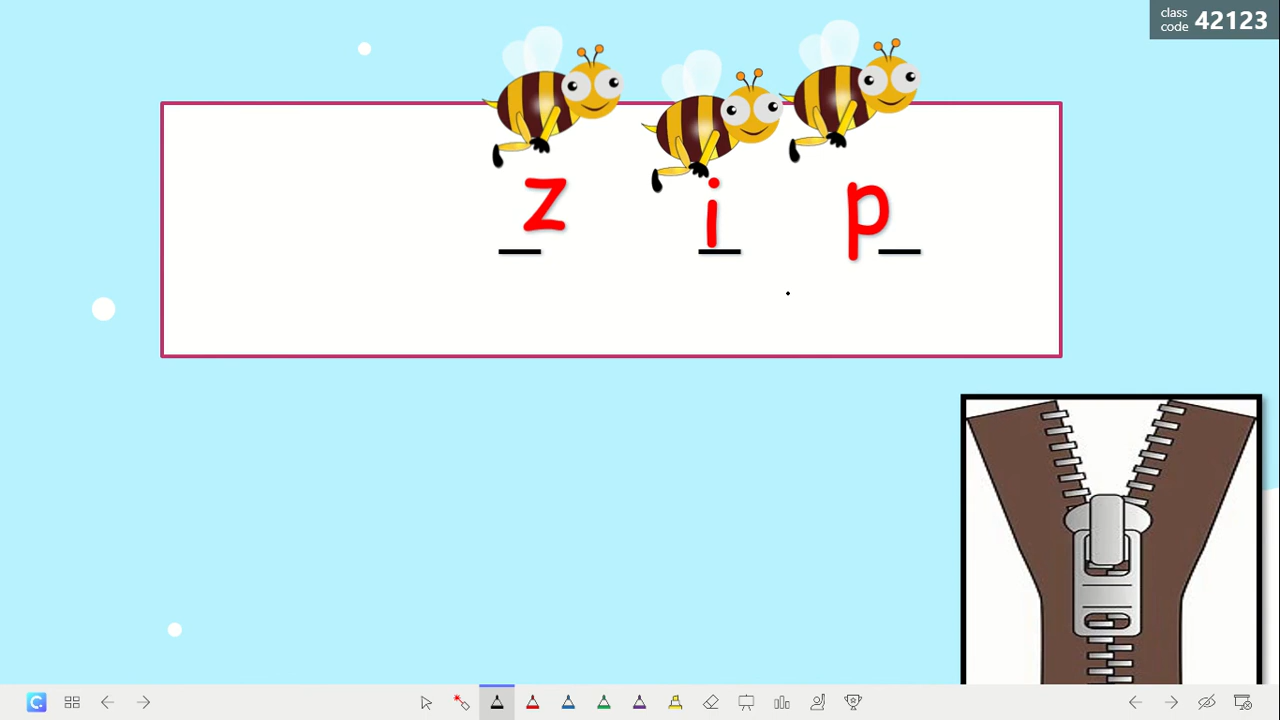 class
code 42123
z i p
_ _ _